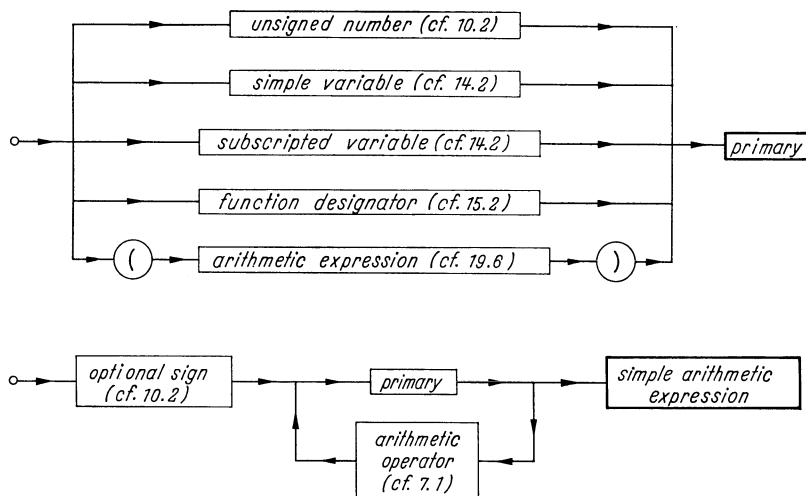 unsigned number (cf. 10.2)
simple variable (cf. 14.2)
subscripted variable (cf. 14.2)
primary
function designator (cf. 15.2)
( arithmetic expression (cf. 19.6) )
optional sign
(cf. 10.2)
primary
simple arithmetic
expression
arithmetic
operator
(cf. 7.1)